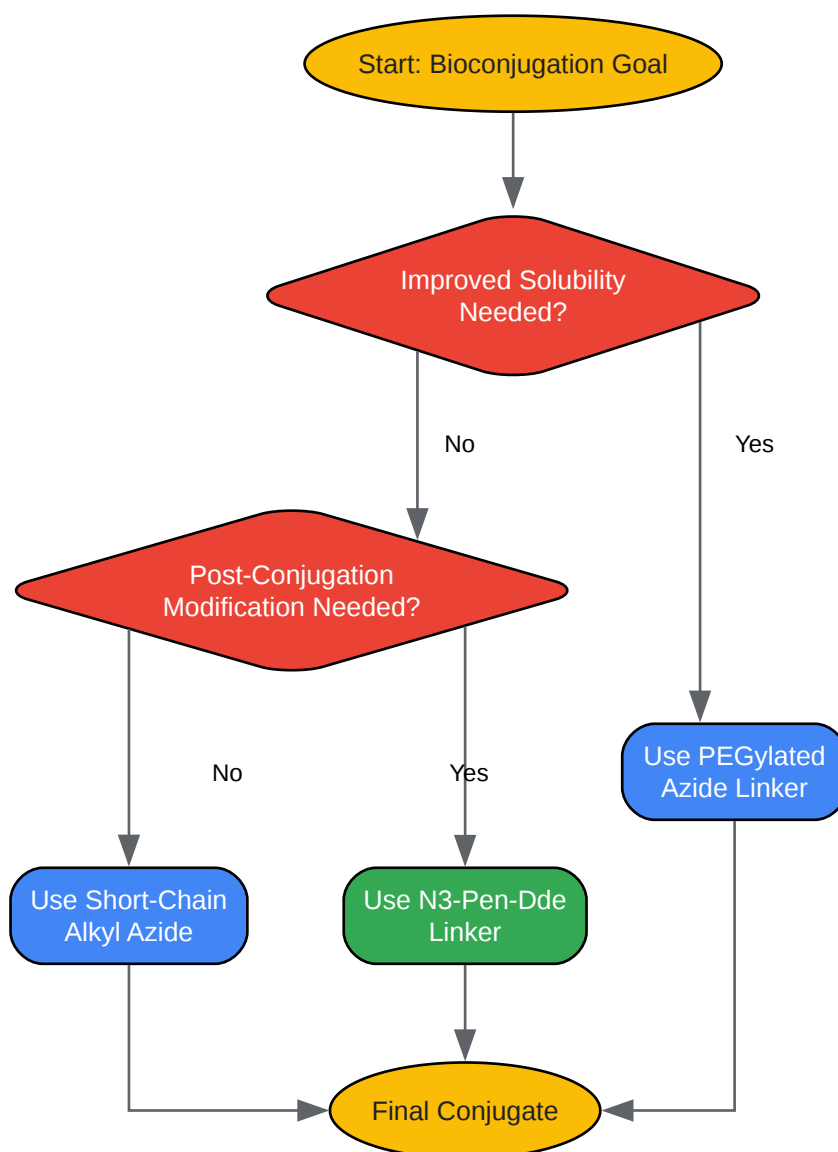 Start: Bioconjugation Goal
Improved Solubility
Needed?
No
Yes
Post-Conjugation
Modification Needed?
No
Yes
Use PEGylated
Azide Linker
Use Short-Chain
Alkyl Azide
Use N3-Pen-Dde
Linker
Final Conjugate